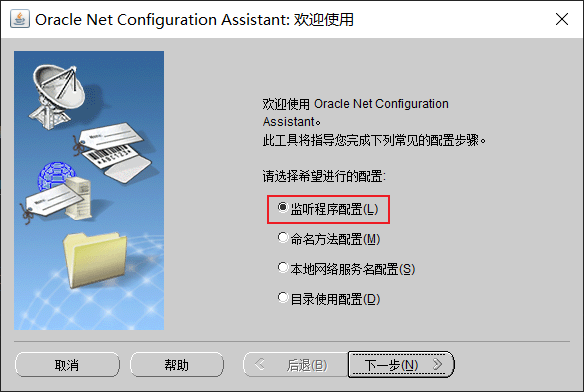 Oracle Net Configuration Assistant: 欢迎使用
欢迎使用 Oracle Net Configuration
Assistant。
此工具将指导您完成下列常见的配置步骤。
请选择希望进行的配置:
监听程序配置(L)
命名方法配置(M)
本地网络服务名配置(S)
目录使用配置(D)
取消
帮助
后退(B)
下一步(N)